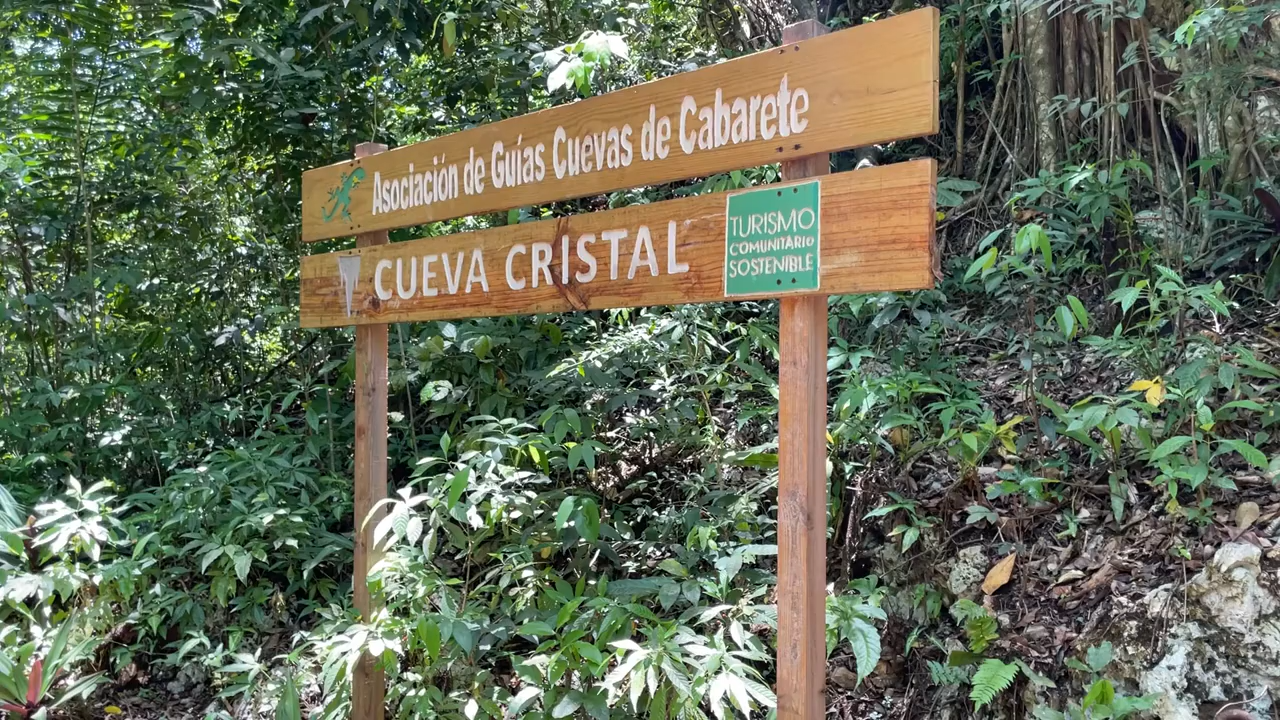 Asociación de Guías Cuevas de Cabarete
CUEVA CRISTAL
TURISMO
COMUNITARIO
SOSTENIBLE